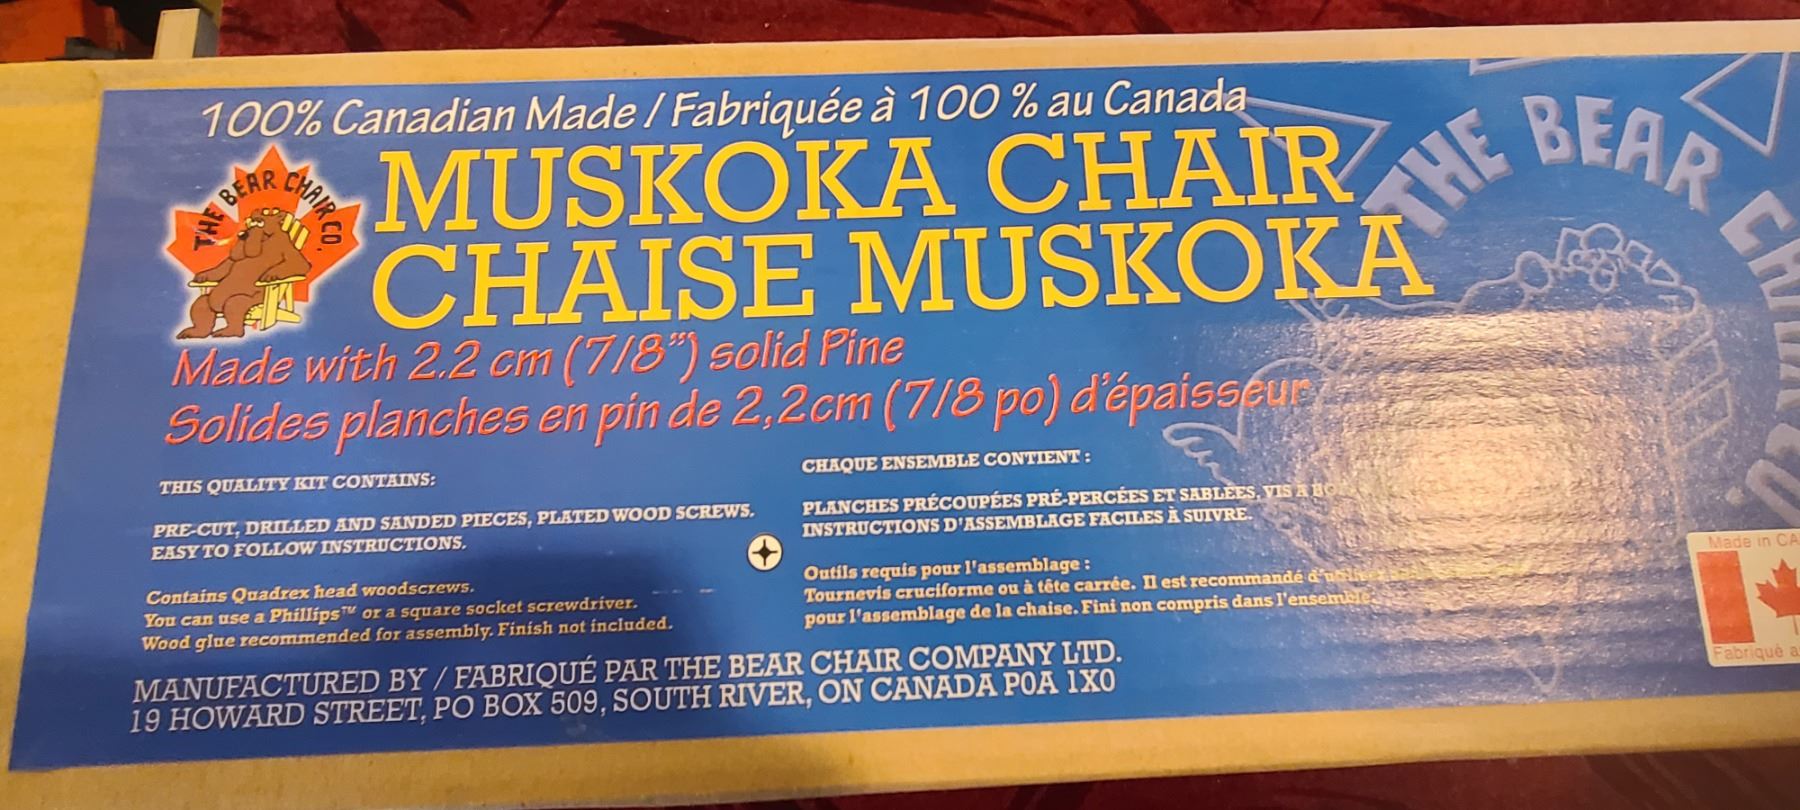 100% Canadian Made / Fabriquée à 100 % au Canada
THE BEAR CHAIR CO.
MUSKOKA CHAIR
CHAISE MUSKOKA
Made with 2.2 cm (7/8") solid Pine
Solides planches en pin de 2,2cm (7/8 po) d'épaisseur
THIS QUALITY KIT CONTAINS:
PRE-CUT, DRILLED AND SANDED PIECES, PLATED WOOD SCREWS.
EASY TO FOLLOW INSTRUCTIONS.
Contains Quadrex head woodscrews.
You can use a Phillips™ or a square socket screwdriver.
Wood glue recommended for assembly. Finish not included.
CHAQUE ENSEMBLE CONTIENT :
PLANCHES PRÉCOUPÉES PRÉ-PERCÉES ET SABLÉES, VIS À
INSTRUCTIONS D'ASSEMBLAGE FACILES À SUIVRE.
Outils requis pour l'assemblage :
Tournevis cruciforme ou à tête carrée. Il est recommandé
pour l'assemblage de la chaise. Fini non compris dans l'ensemble.
MANUFACTURED BY / FABRIQUÉ PAR THE BEAR CHAIR COMPANY LTD.
19 HOWARD STREET, PO BOX 509, SOUTH RIVER, ON CANADA P0A 1X0
THE BEAR CHAIR CO.
Made in CA
Fabriqué a